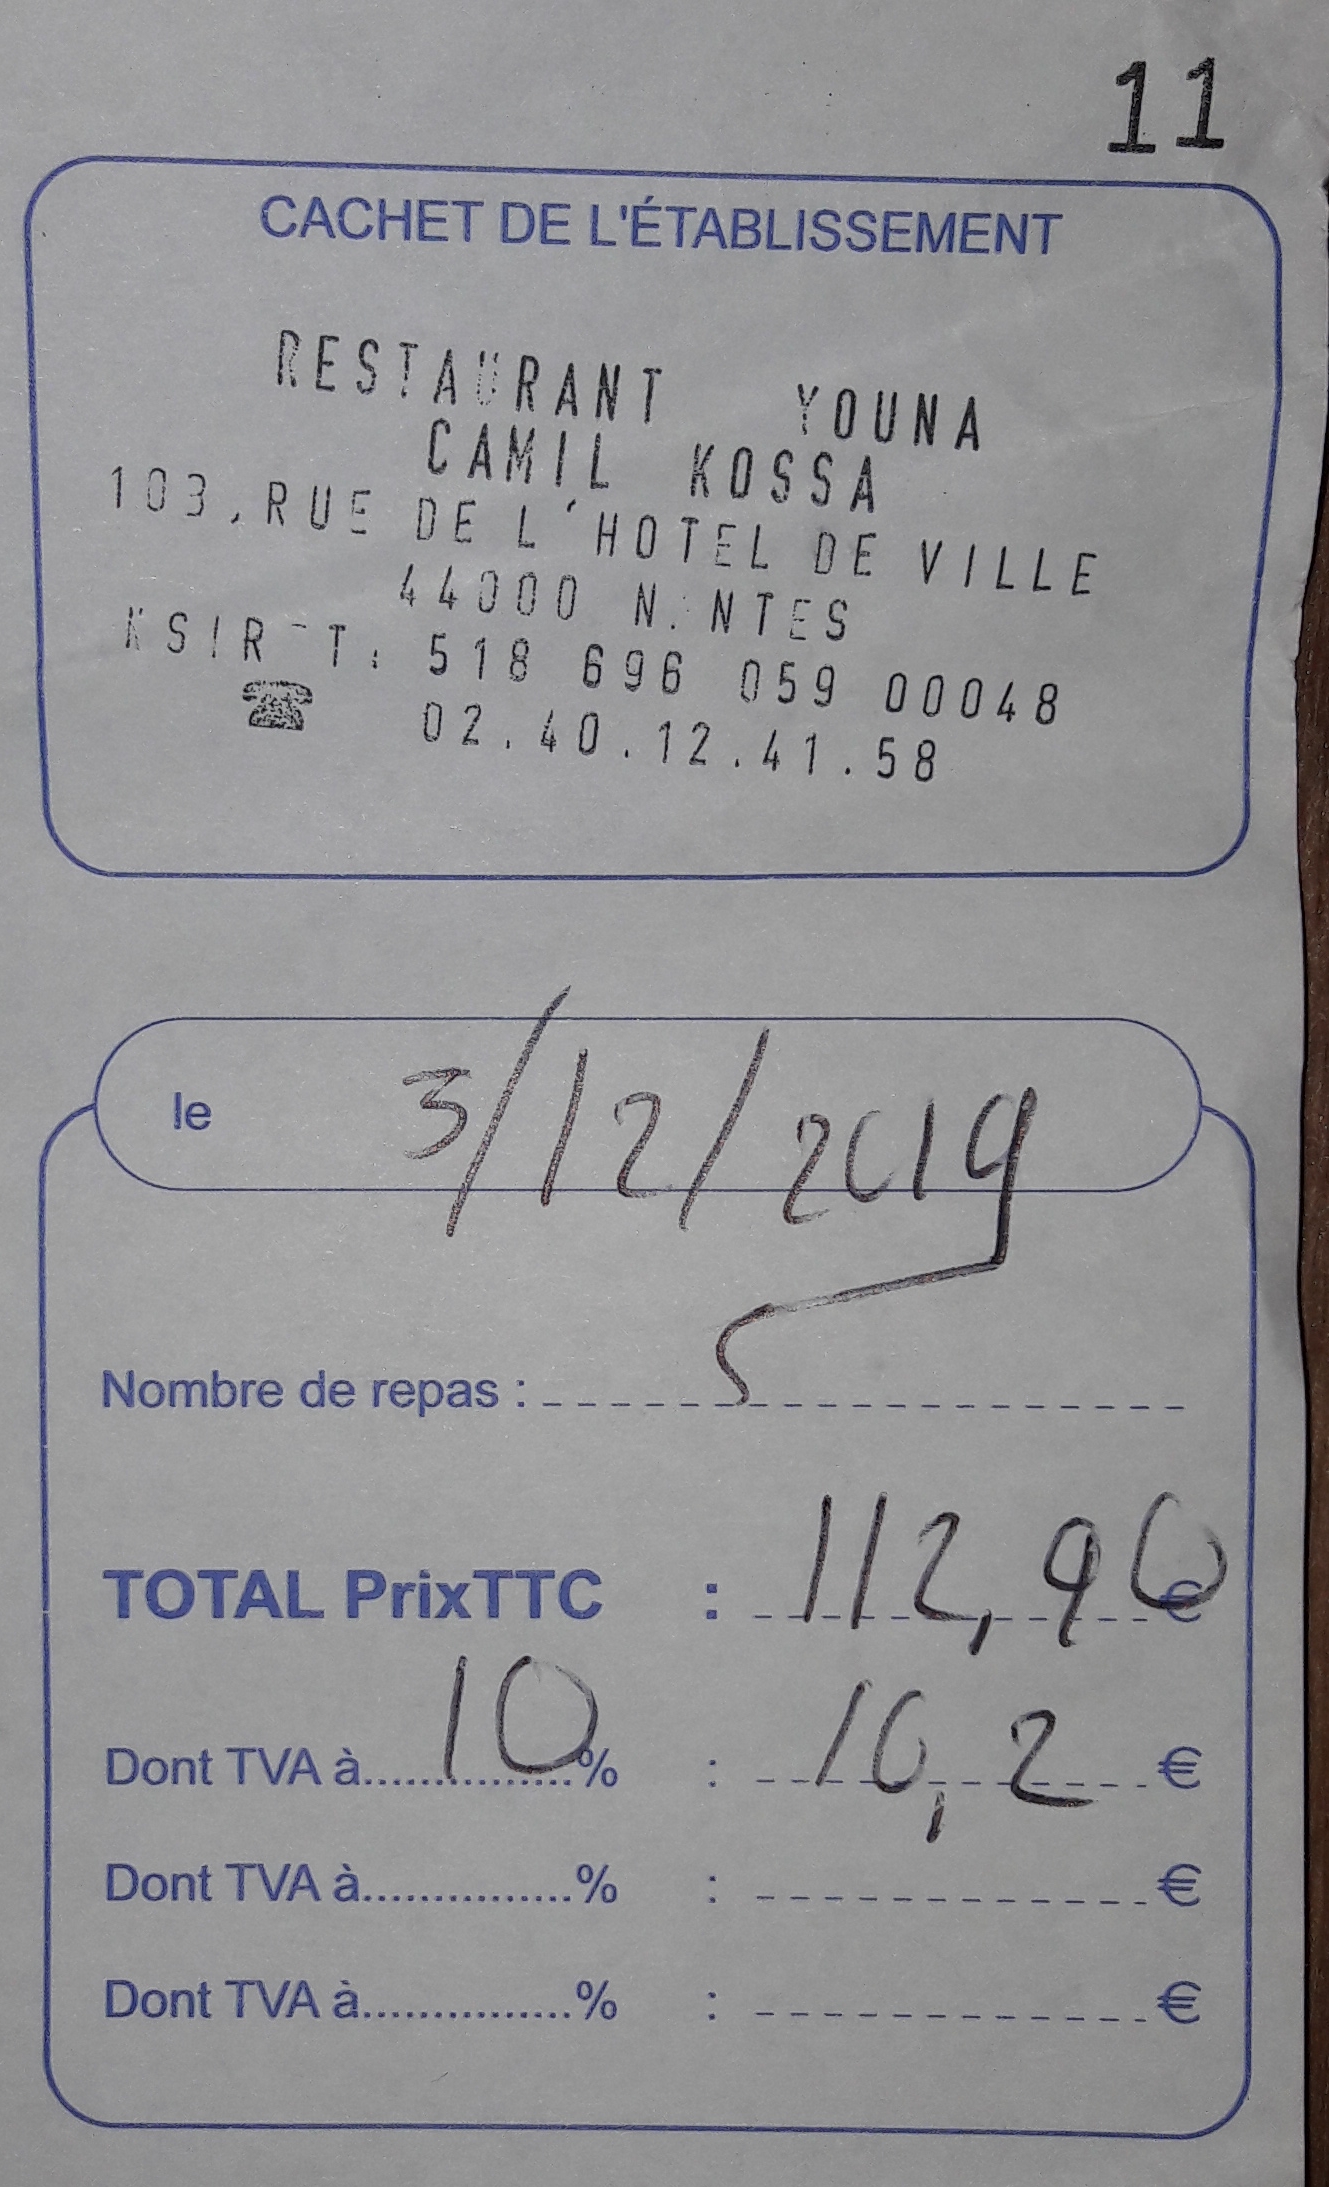 11
CACHET DE L'ÉTABLISSEMENT
RESTAURANT YOUNA
CAMIL KOSSA
103, RUE DE L'HOTEL DE VILLE
44000 NANTES
KSIRET: 518 696 059 00048
☎ 02.40.12.41.58
le 3/12/2019
Nombre de repas : 5
TOTAL PrixTTC : 112,90 €
Dont TVA à 10 % : 10,2 €
Dont TVA à...............% : €
Dont TVA à...............% : €